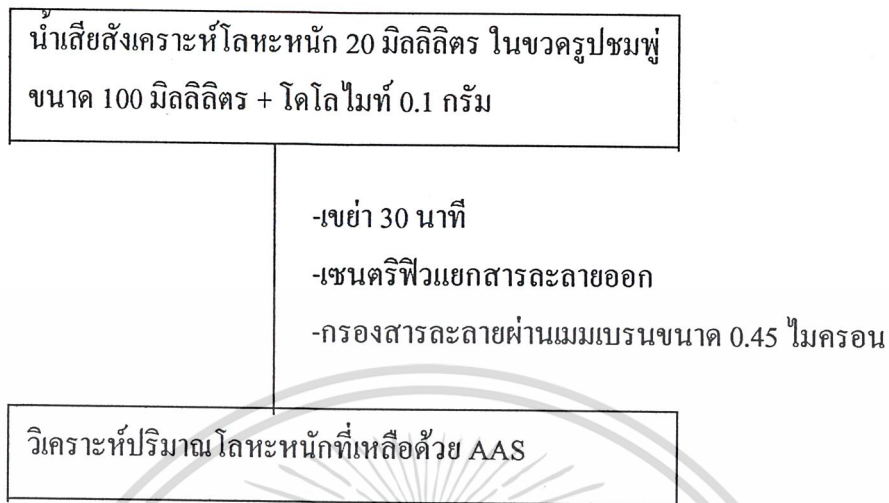 น้ำเสียสังเคราะห์โลหะหนัก 20 มิลลิลิตร ในขวดรูปชมพู่
ขนาด 100 มิลลิลิตร + โดโลไมท์ 0.1 กรัม
-เขย่า 30 นาที
-เซนตริฟิวแยกสารละลายออก
-กรองสารละลายผ่านเมมเบรนขนาด 0.45 ไมครอน
วิเคราะห์ปริมาณโลหะหนักที่เหลือด้วย AAS